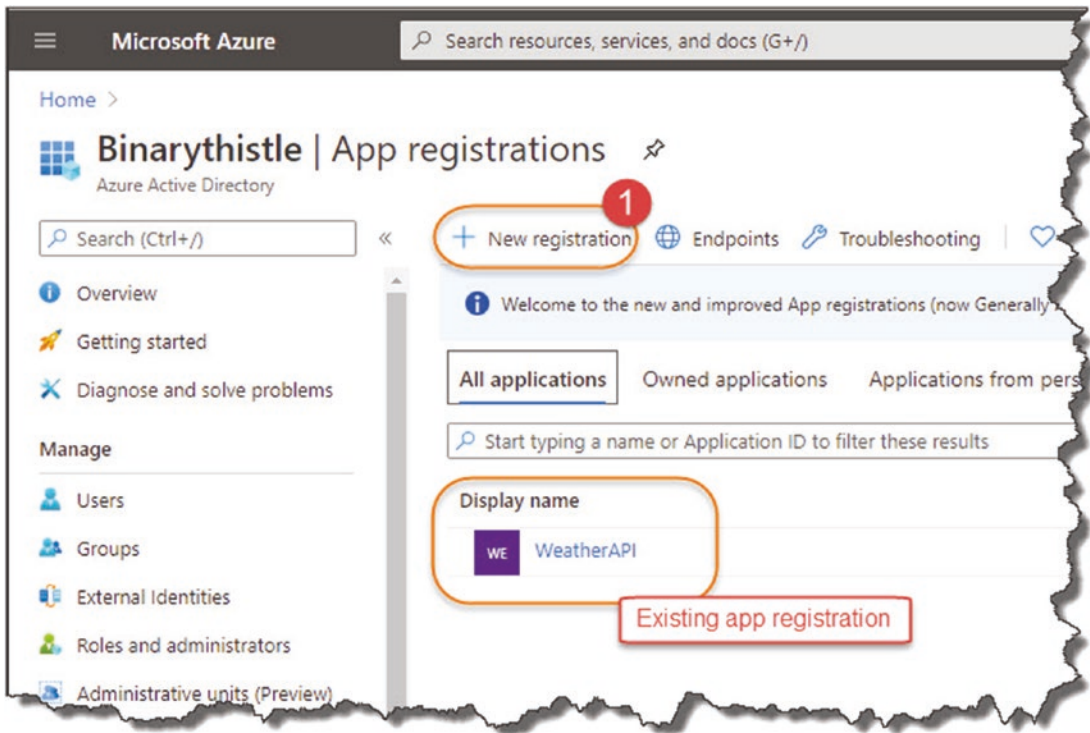 Microsoft Azure
Search resources, services, and docs (G+/)
Home >
Binarythistle | App registrations
Azure Active Directory
Search (Ctrl+/)
«
1
+ New registration
Endpoints
Troubleshooting
Overview
Getting started
Diagnose and solve problems
Manage
Users
Groups
External Identities
Roles and administrators
Administrative units (Preview)
Welcome to the new and improved App registrations (now Generally
All applications
Owned applications
Applications from pers
Start typing a name or Application ID to filter these results
Display name
WE
WeatherAPI
Existing app registration